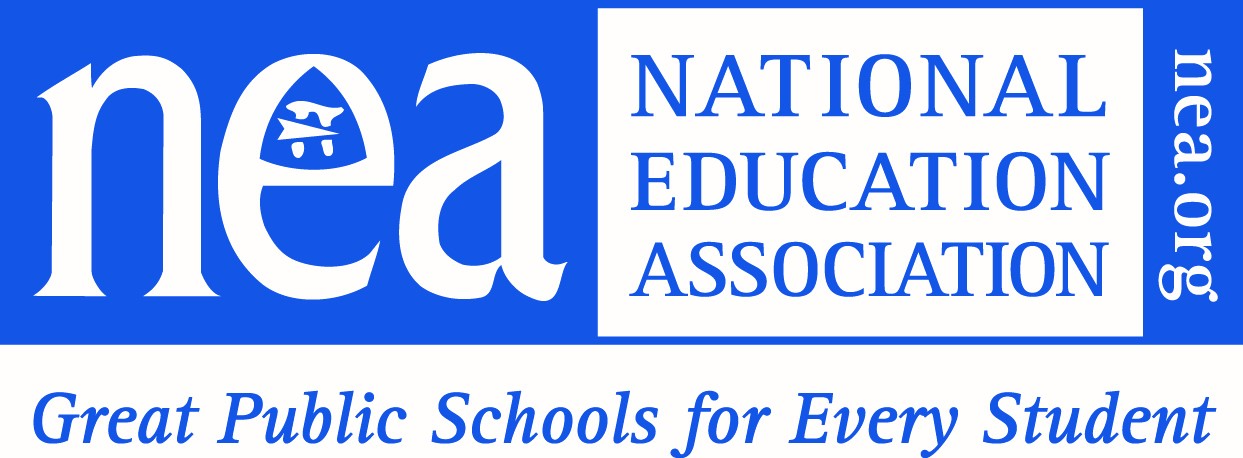 nea
NATIONAL
EDUCATION
ASSOCIATION
nea.org
Great Public Schools for Every Student